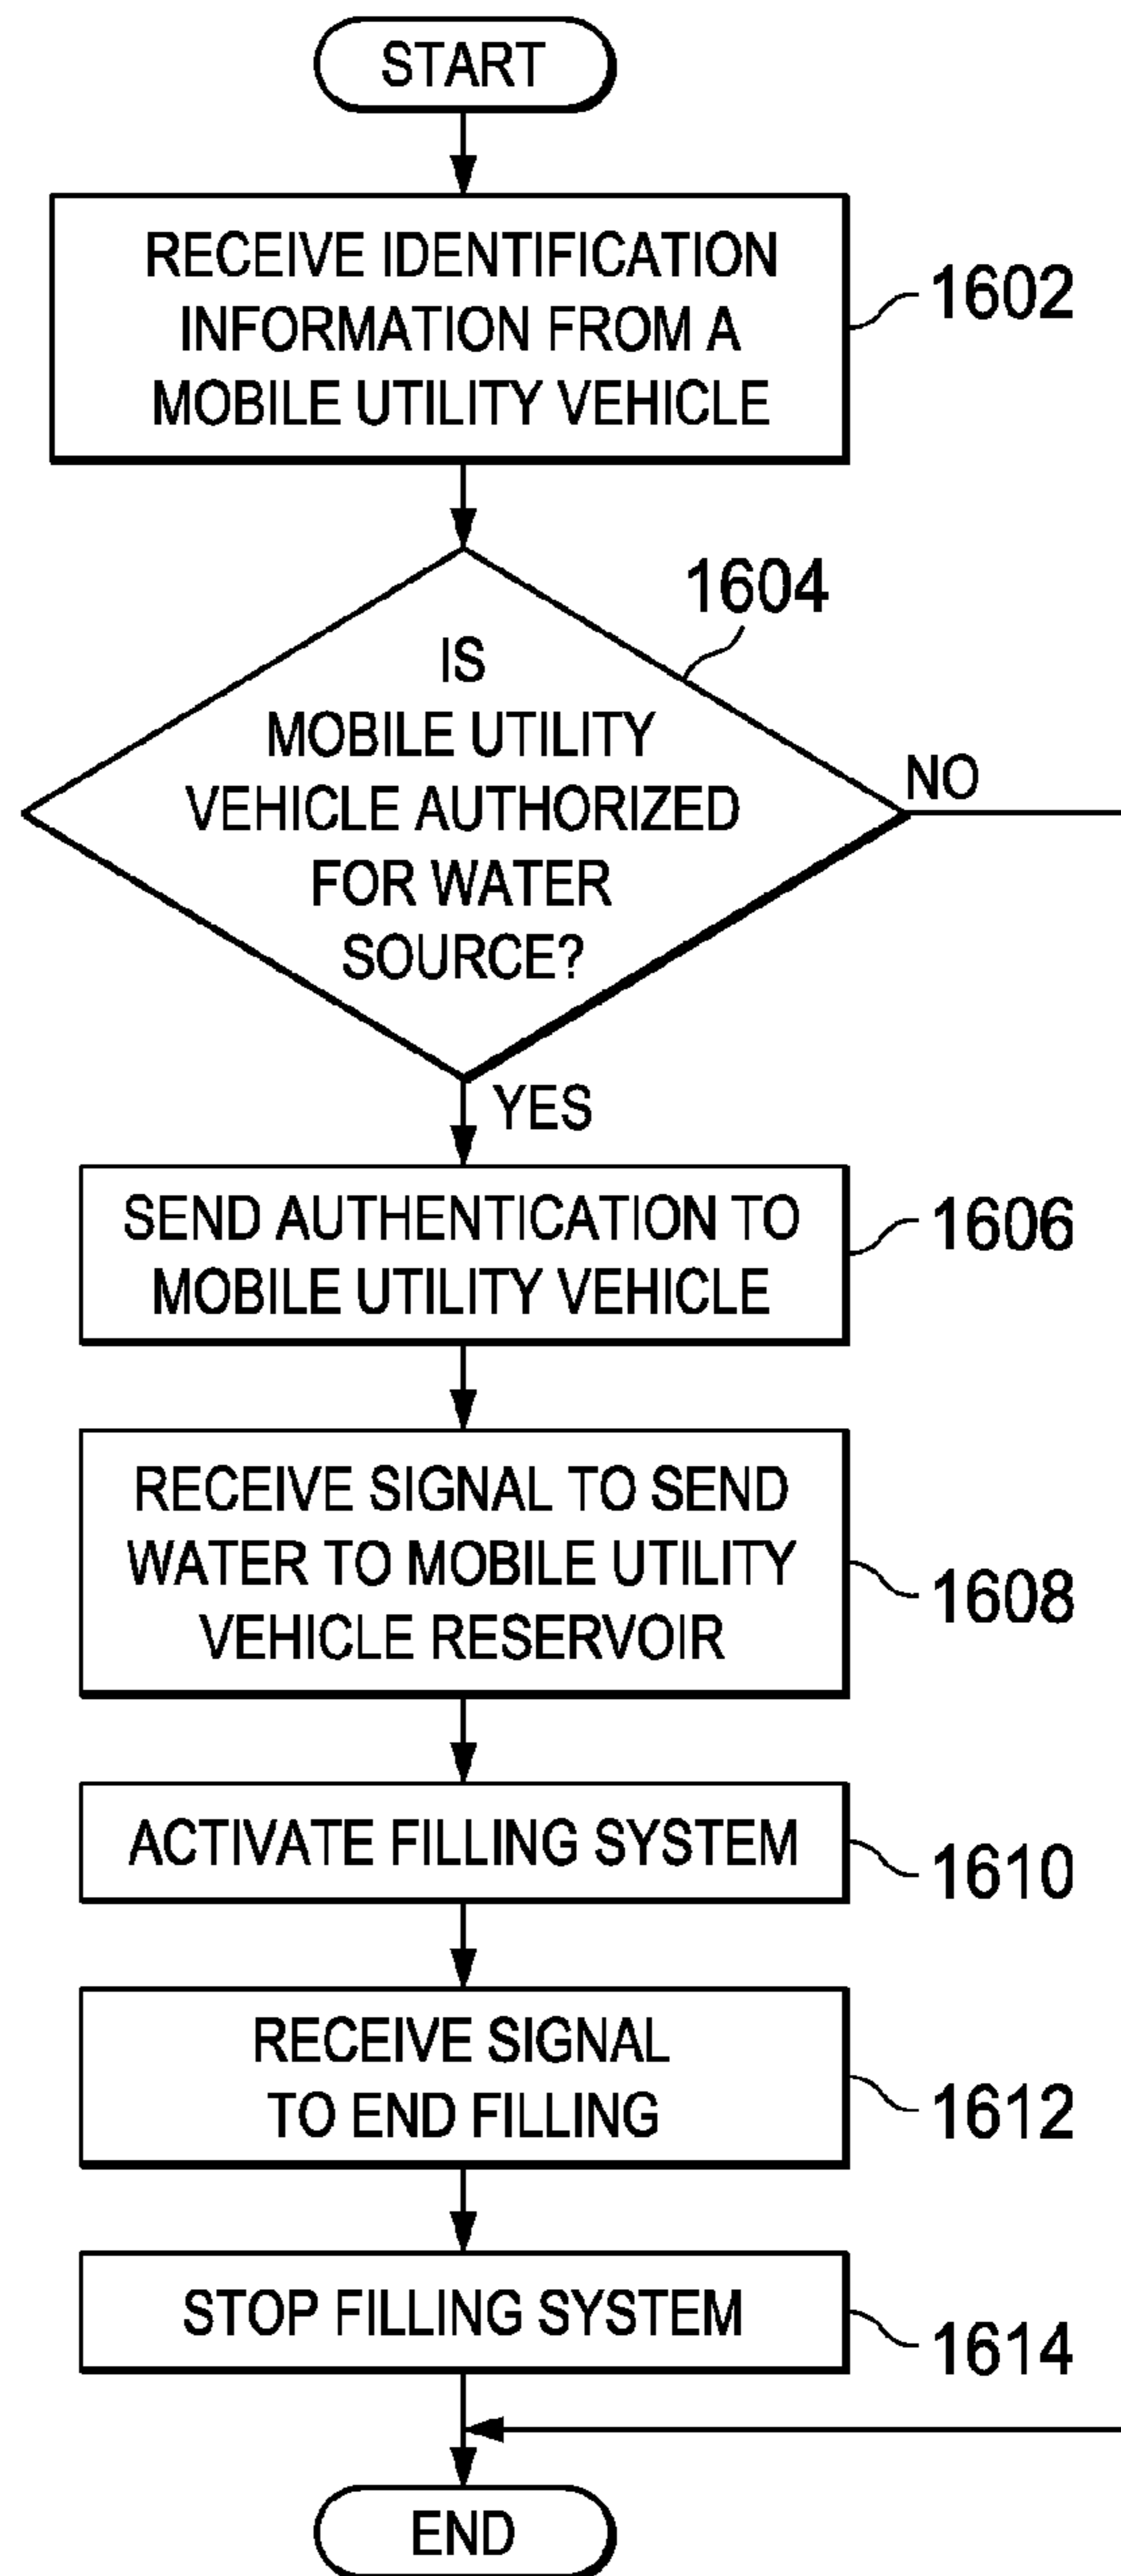 START
RECEIVE IDENTIFICATION
INFORMATION FROM A
MOBILE UTILITY VEHICLE
1602
1604
IS
MOBILE UTILITY
VEHICLE AUTHORIZED
FOR WATER
SOURCE?
NO
YES
SEND AUTHENTICATION TO
MOBILE UTILITY VEHICLE
1606
RECEIVE SIGNAL TO SEND
WATER TO MOBILE UTILITY
VEHICLE RESERVOIR
1608
ACTIVATE FILLING SYSTEM
1610
RECEIVE SIGNAL
TO END FILLING
1612
STOP FILLING SYSTEM
1614
END